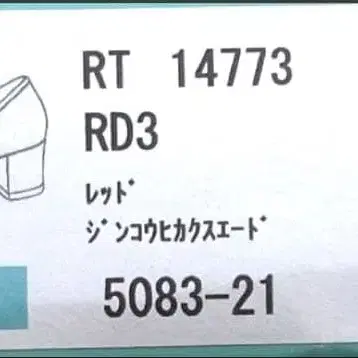 RT 14773
RD3
ﾚｯﾄﾞ
ｼﾞﾝｺｳﾋｶｸｽｴｰﾄﾞ
5083-21